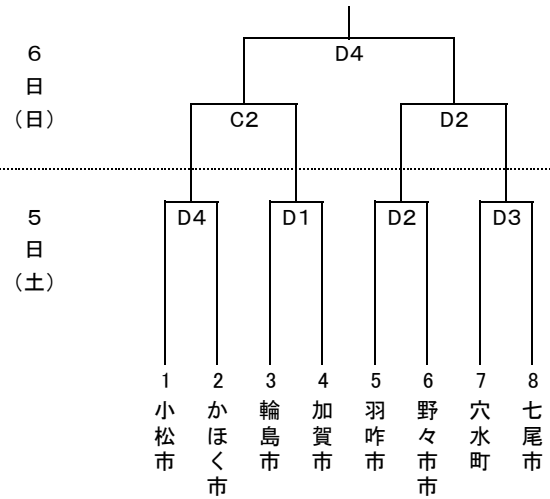 D4
6日(日)
C2
D2
D4
D1
D2
D3
5日(土)
1
2
3
4
5
6
7
8
小松市
かほく市
輪島市
加賀市
羽咋市
野々市市
穴水町
七尾市